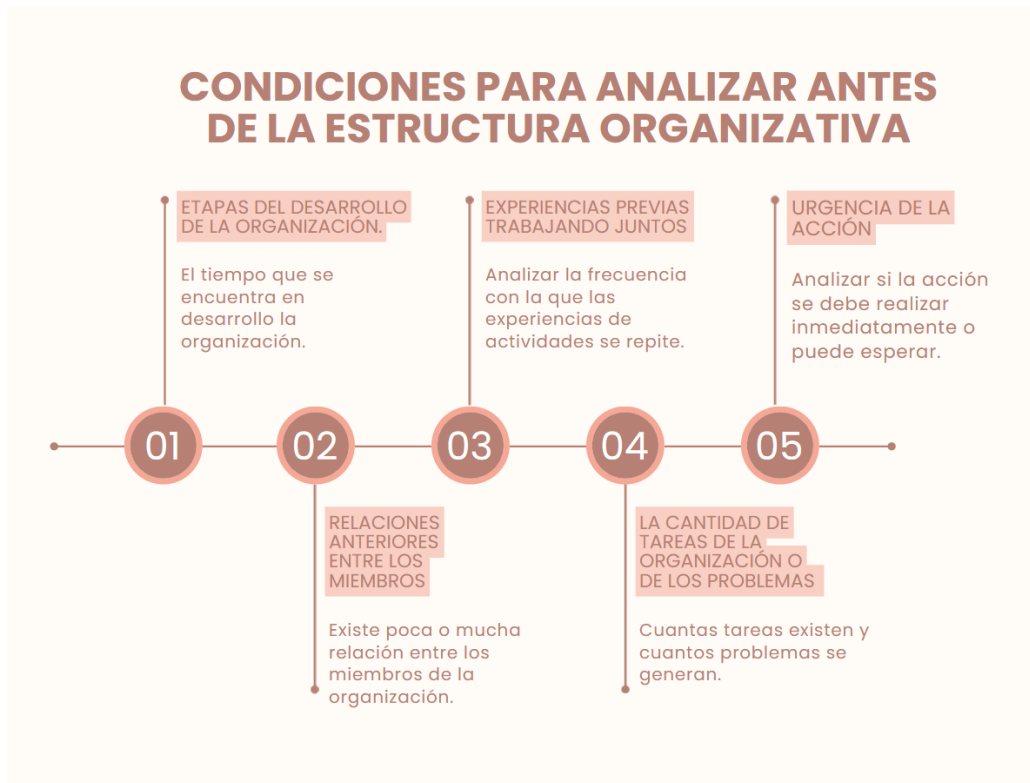 CONDICIONES PARA ANALIZAR ANTES
DE LA ESTRUCTURA ORGANIZATIVA
ETAPAS DEL DESARROLLO
DE LA ORGANIZACIÓN.
El tiempo que se
encuentra en
desarrollo la
organización.
EXPERIENCIAS PREVIAS
TRABAJANDO JUNTOS
Analizar la frecuencia
con la que las
experiencias de
actividades se repite.
URGENCIA DE LA
ACCIÓN
Analizar si la acción
se debe realizar
inmediatamente o
puede esperar.
01
02
03
04
05
RELACIONES
ANTERIORES
ENTRE LOS
MIEMBROS
Existe poca o mucha
relación entre los
miembros de la
organización.
LA CANTIDAD DE
TAREAS DE LA
ORGANIZACIÓN O
DE LOS PROBLEMAS
Cuantas tareas existen y
cuantos problemas se
generan.